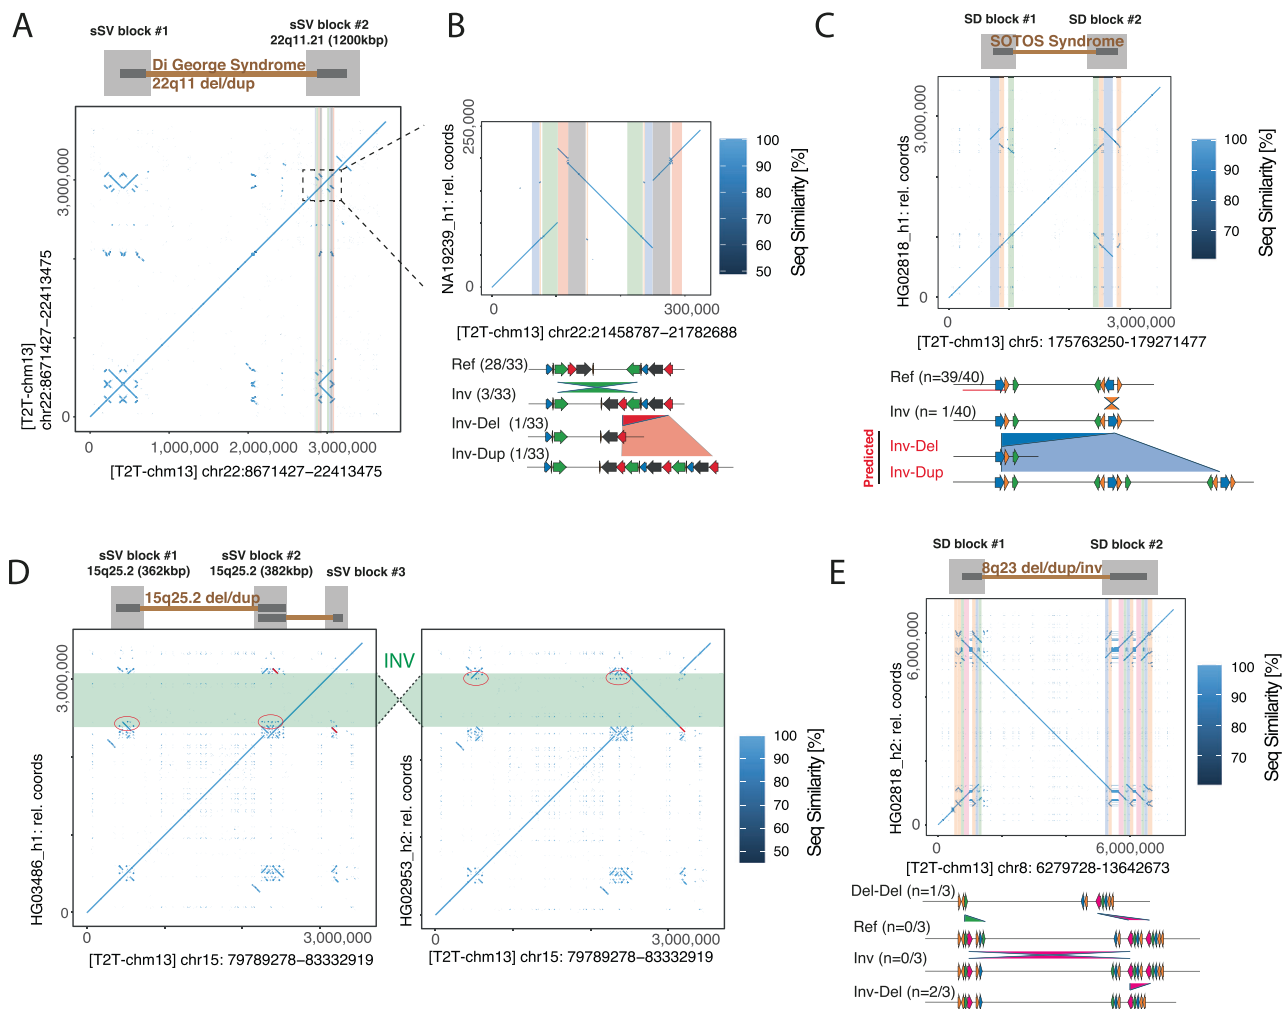 A
sSV block #1
sSV block #2
22q11.21 (1200kbp)
Di George Syndrome
22q11 del/dup
3,000,000
0
[T2T-chm13]
chr22:8671427–22413475
0
1,000,000
2,000,000
3,000,000
[T2T-chm13] chr22:8671427–22413475
B
250,000
0
NA19239_h1: rel. coords
0
300,000
[T2T-chm13] chr22:21458787–21782688
100
90
80
70
60
50
Seq Similarity [%]
Ref (28/33)
Inv (3/33)
Inv-Del (1/33)
Inv-Dup (1/33)
C
SD block #1
SD block #2
SOTOS Syndrome
3,000,000
0
HG02818_h1: rel. coords
0
3,000,000
[T2T-chm13] chr5: 175763250-179271477
100
90
80
70
Seq Similarity [%]
Ref (n=39/40)
Inv (n= 1/40)
Predicted
Inv-Del
Inv-Dup
D
sSV block #1
15q25.2 (362kbp)
sSV block #2
15q25.2 (382kbp)
sSV block #3
15q25.2 del/dup
3,000,000
0
HG03486_h1: rel. coords
0
3,000,000
[T2T-chm13] chr15: 79789278–83332919
INV
HG02953_h2: rel. coords
0
0
3,000,000
[T2T-chm13] chr15: 79789278–83332919
100
90
80
70
60
50
Seq Similarity [%]
E
SD block #1
SD block #2
8q23 del/dup/inv
6,000,000
0
HG02818_h2: rel. coords
0
6,000,000
[T2T-chm13] chr8: 6279728-13642673
100
90
80
70
Seq Similarity [%]
Del-Del (n=1/3)
Ref (n=0/3)
Inv (n=0/3)
Inv-Del (n=2/3)